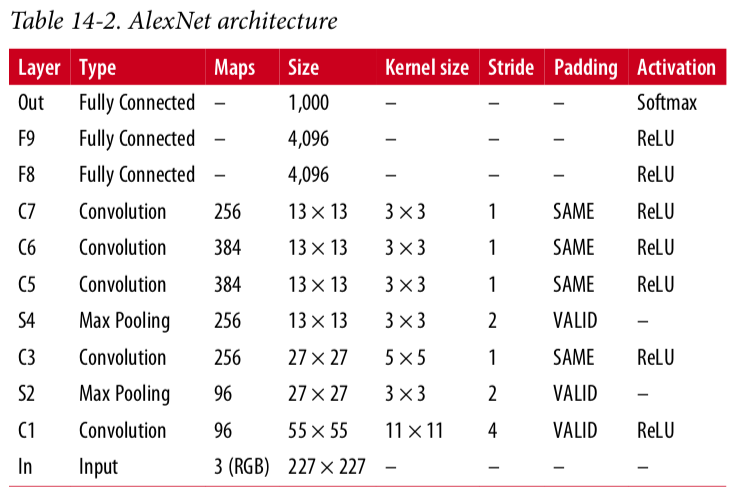 Table 14-2. AlexNet architecture
Layer Type Maps Size Kernel size Stride Padding Activation
Out Fully Connected – 1,000 – – – Softmax
F9 Fully Connected – 4,096 – – – ReLU
F8 Fully Connected – 4,096 – – – ReLU
C7 Convolution 256 13 × 13 3 × 3 1 SAME ReLU
C6 Convolution 384 13 × 13 3 × 3 1 SAME ReLU
C5 Convolution 384 13 × 13 3 × 3 1 SAME ReLU
S4 Max Pooling 256 13 × 13 3 × 3 2 VALID –
C3 Convolution 256 27 × 27 5 × 5 1 SAME ReLU
S2 Max Pooling 96 27 × 27 3 × 3 2 VALID –
C1 Convolution 96 55 × 55 11 × 11 4 VALID ReLU
In Input 3 (RGB) 227 × 227 – – – –